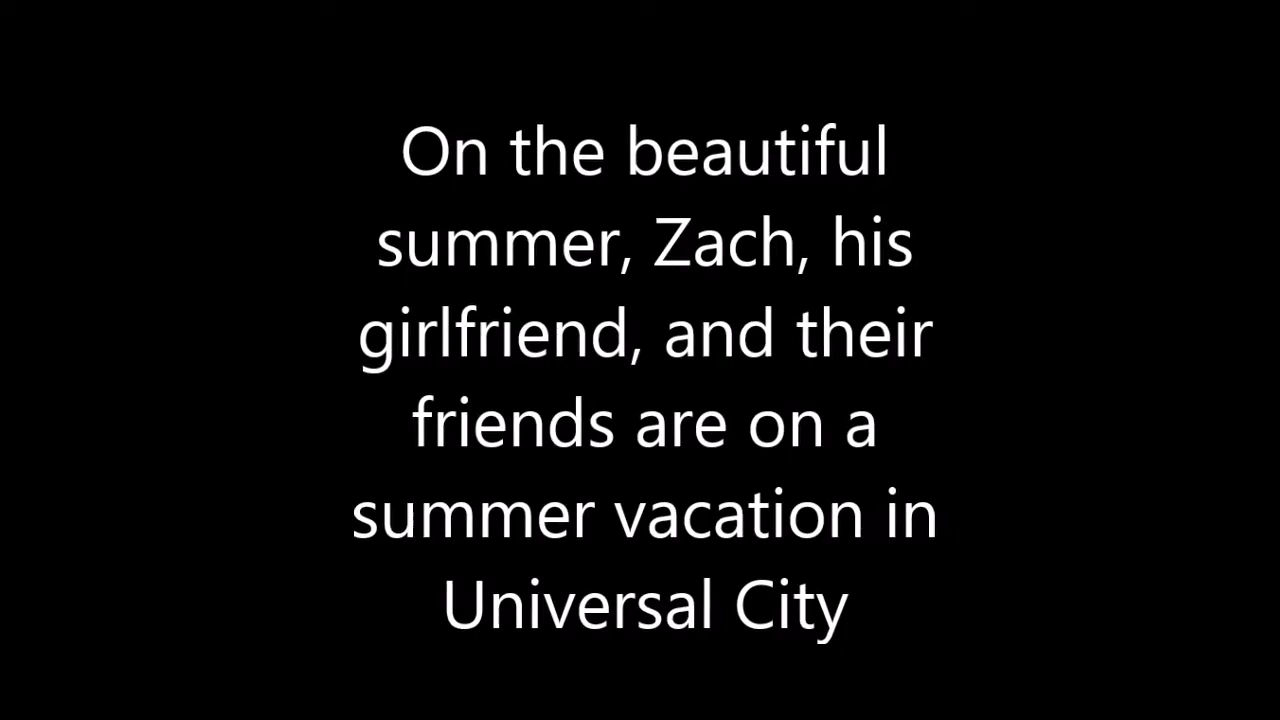 On the beautiful
summer, Zach, his
girlfriend, and their
friends are on a
summer vacation in
Universal City